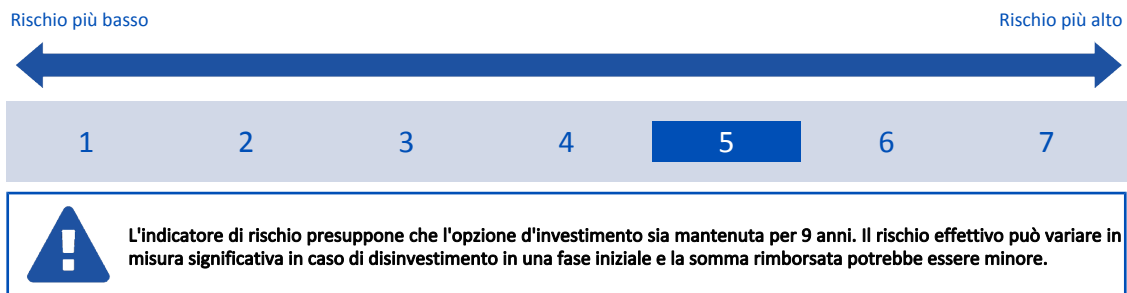 Rischio più basso Rischio più alto
1 2 3 4 5 6 7
L'indicatore di rischio presuppone che l'opzione d'investimento sia mantenuta per 9 anni. Il rischio effettivo può variare in
misura significativa in caso di disinvestimento in una fase iniziale e la somma rimborsata potrebbe essere minore.